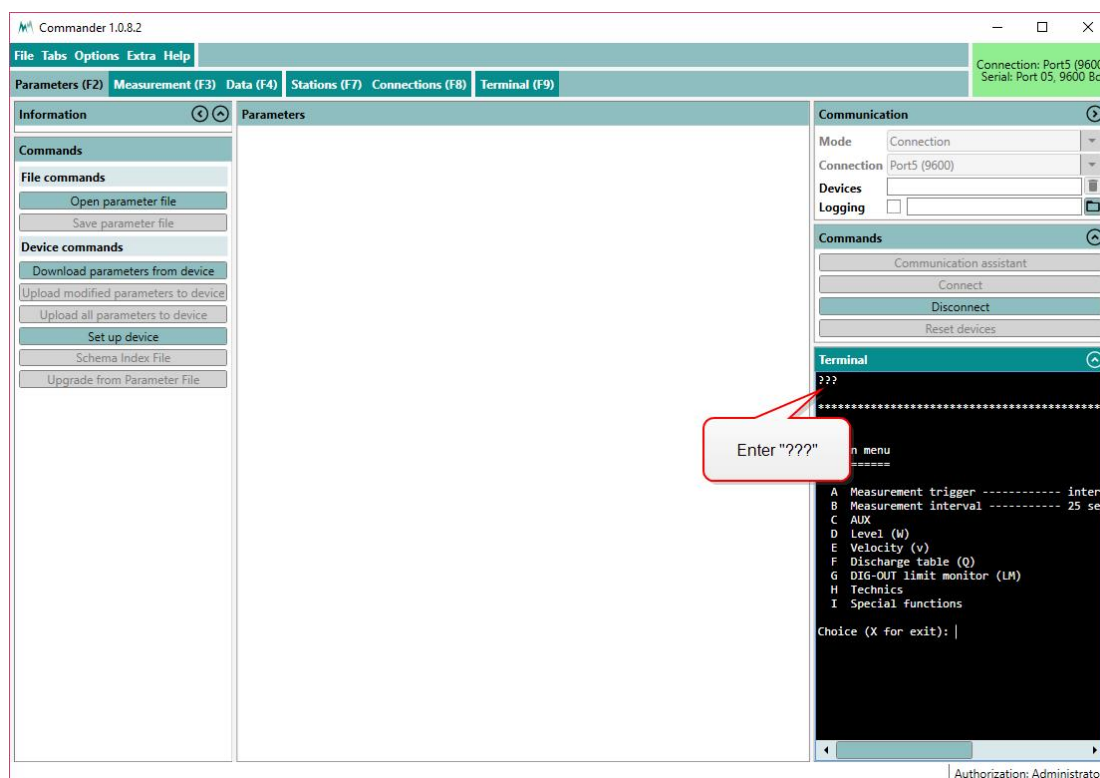 Commander 1.0.8.2
File Tabs Options Extra Help
Connection: Port5 (9600
Serial: Port 05, 9600 Bd
Parameters (F2) Measurement (F3) Data (F4) Stations (F7) Connections (F8) Terminal (F9)
Information
Commands
File commands
Open parameter file
Save parameter file
Device commands
Download parameters from device
Upload modified parameters to device
Upload all parameters to device
Set up device
Schema Index File
Upgrade from Parameter File
Parameters
Enter "???"
Communication
Mode Connection
Connection Port5 (9600)
Devices
Logging
Commands
Communication assistant
Connect
Disconnect
Reset devices
Terminal
???
********************************************
n menu
======
A Measurement trigger ------------ inter
B Measurement interval ----------- 25 se
C AUX
D Level (W)
E Velocity (v)
F Discharge table (Q)
G DIG-OUT limit monitor (LM)
H Technics
I Special functions
Choice (X for exit):
Authorization: Administrato